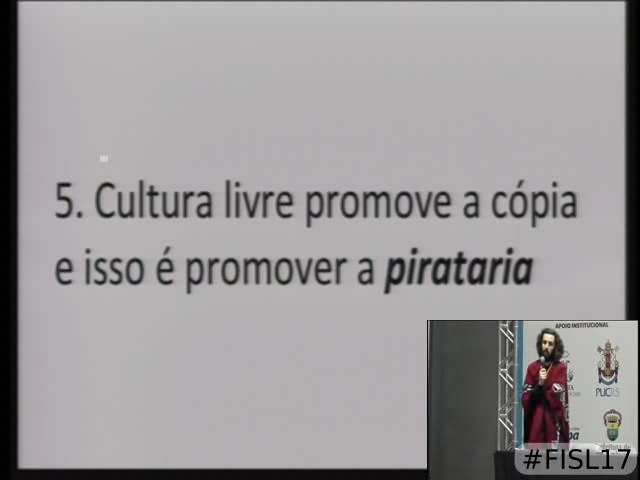 5. Cultura livre promove a cópia
e isso é promover a pirataria
APOIO INSTITUCIONAL
PUCRS
#FISL17